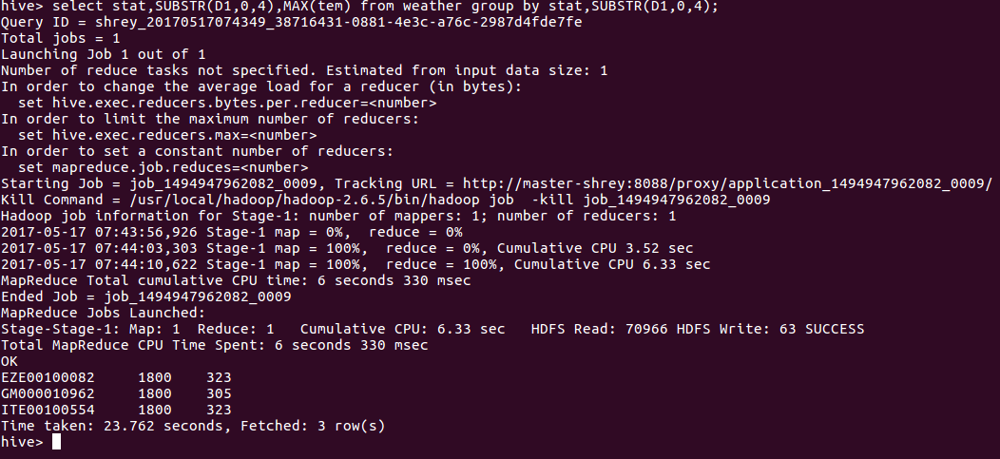 hive> select stat,SUBSTR(D1,0,4),MAX(tem) from weather group by stat,SUBSTR(D1,0,4);
Query ID = shrey_20170517074349_38716431-0881-4e3c-a76c-2987d4fde7fe
Total jobs = 1
Launching Job 1 out of 1
Number of reduce tasks not specified. Estimated from input data size: 1
In order to change the average load for a reducer (in bytes):
  set hive.exec.reducers.bytes.per.reducer=<number>
In order to limit the maximum number of reducers:
  set hive.exec.reducers.max=<number>
In order to set a constant number of reducers:
  set mapreduce.job.reduces=<number>
Starting Job = job_1494947962082_0009, Tracking URL = http://master-shrey:8088/proxy/application_1494947962082_0009/
Kill Command = /usr/local/hadoop/hadoop-2.6.5/bin/hadoop job  -kill job_1494947962082_0009
Hadoop job information for Stage-1: number of mappers: 1; number of reducers: 1
2017-05-17 07:43:56,926 Stage-1 map = 0%,  reduce = 0%
2017-05-17 07:44:03,303 Stage-1 map = 100%,  reduce = 0%, Cumulative CPU 3.52 sec
2017-05-17 07:44:10,622 Stage-1 map = 100%,  reduce = 100%, Cumulative CPU 6.33 sec
MapReduce Total cumulative CPU time: 6 seconds 330 msec
Ended Job = job_1494947962082_0009
MapReduce Jobs Launched:
Stage-Stage-1: Map: 1  Reduce: 1   Cumulative CPU: 6.33 sec   HDFS Read: 70966 HDFS Write: 63 SUCCESS
Total MapReduce CPU Time Spent: 6 seconds 330 msec
OK
EZE00100082     1800    323
GM000010962     1800    305
ITE00100554     1800    323
Time taken: 23.762 seconds, Fetched: 3 row(s)
hive>